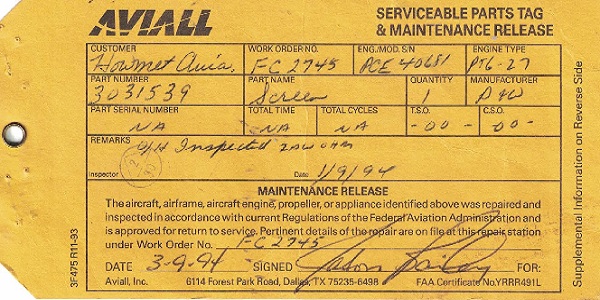 AVIALL
SERVICEABLE PARTS TAG
& MAINTENANCE RELEASE
CUSTOMER WORK ORDER NO. ENG./MOD. S/N ENGINE TYPE
Howmet Avia. FC 2745 PCE 40681 PT6-27
PART NUMBER PART NAME QUANTITY MANUFACTURER
3031539 Screen 1 P&W
PART SERIAL NUMBER TOTAL TIME TOTAL CYCLES T.S.O. C.S.O.
NA NA NA -00- -00-
REMARKS O/H Inspected
Inspector Date 1/9/94
MAINTENANCE RELEASE
The aircraft, airframe, aircraft engine, propeller, or appliance identified above was repaired and
inspected in accordance with current Regulations of the Federal Aviation Administration and
is approved for return to service. Pertinent details of the repair are on file at this repair station
under Work Order No. FC2745
DATE 3-9-94 SIGNED FOR:
Aviall, Inc. 6114 Forest Park Road, Dallas, TX 75235-6498 FAA Certificate No.YRRR491L
3F475 R11-93
Supplemental Information on Reverse Side